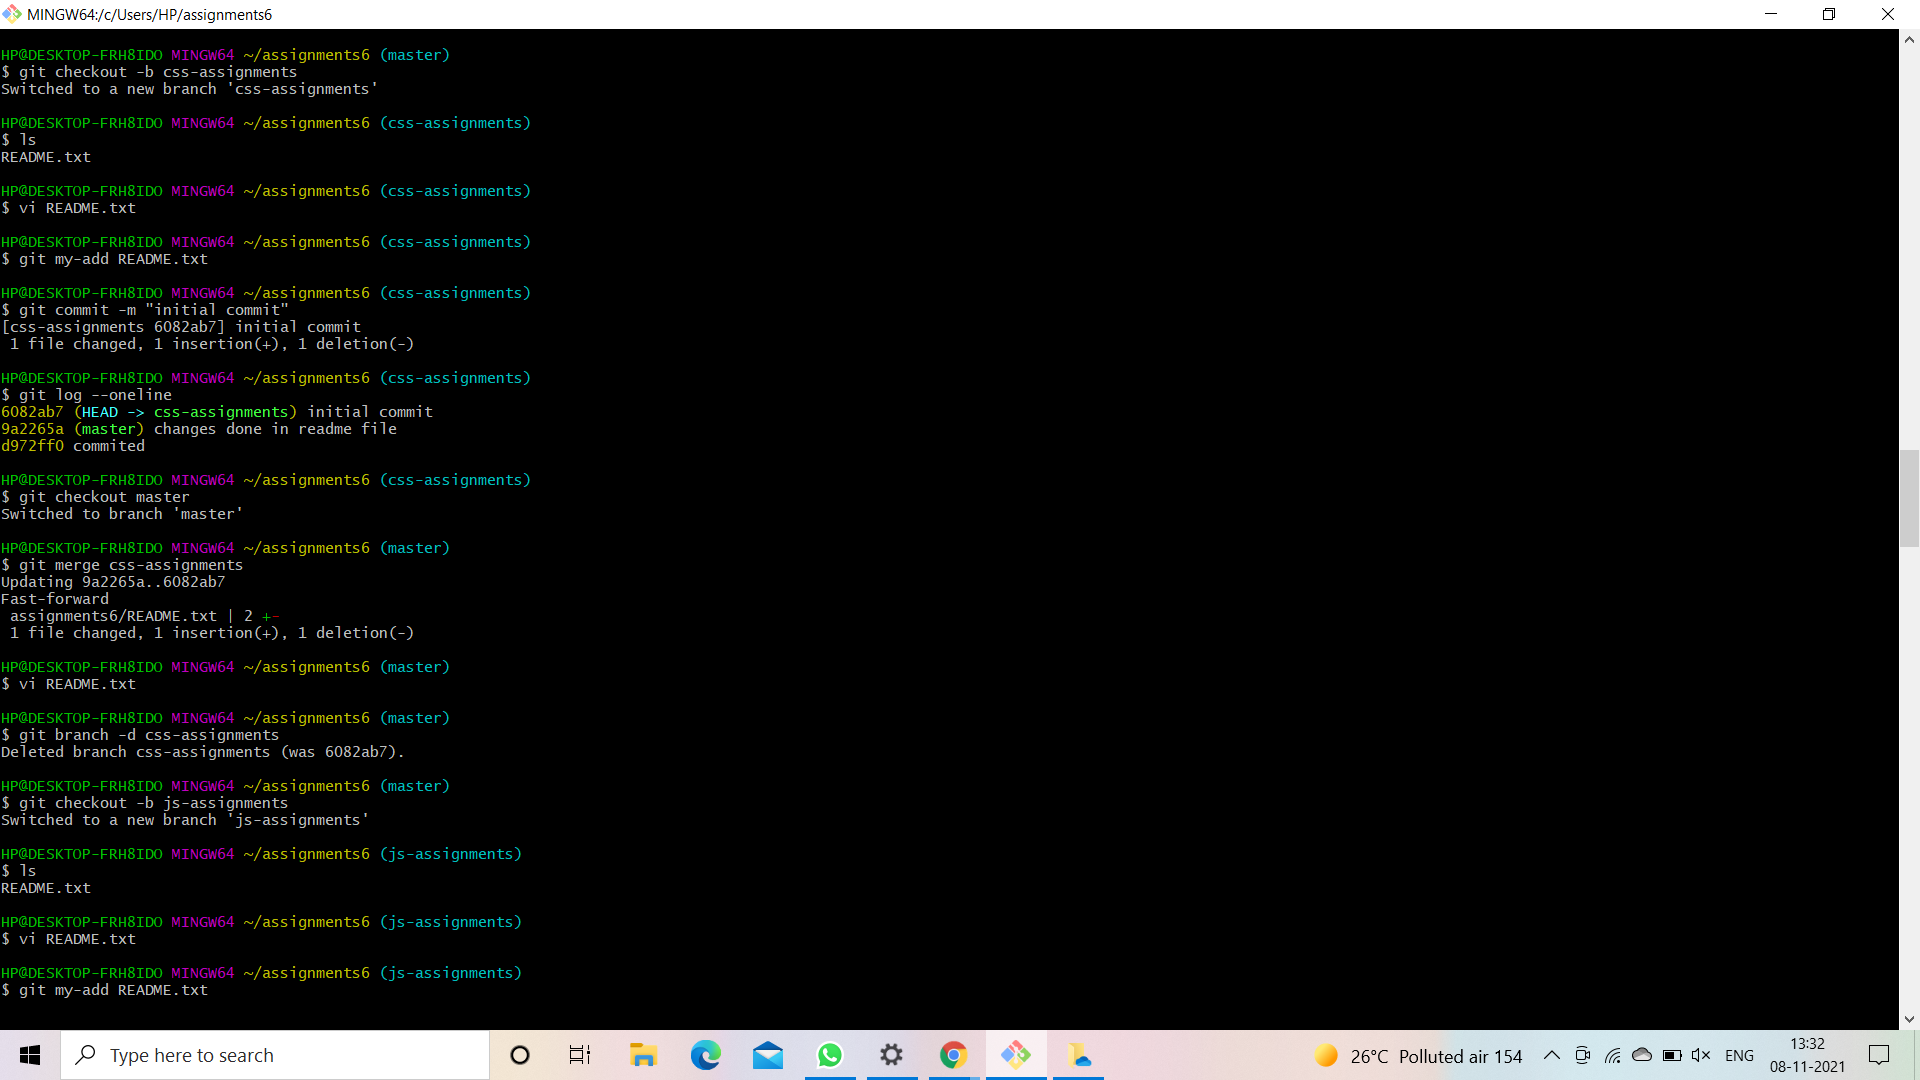 MINGW64:/c/Users/HP/assignments6
HP@DESKTOP-FRH8IDO MINGW64 ~/assignments6 (master)
$ git checkout -b css-assignments
Switched to a new branch 'css-assignments'
HP@DESKTOP-FRH8IDO MINGW64 ~/assignments6 (css-assignments)
$ ls
README.txt
HP@DESKTOP-FRH8IDO MINGW64 ~/assignments6 (css-assignments)
$ vi README.txt
HP@DESKTOP-FRH8IDO MINGW64 ~/assignments6 (css-assignments)
$ git my-add README.txt
HP@DESKTOP-FRH8IDO MINGW64 ~/assignments6 (css-assignments)
$ git commit -m "initial commit"
[css-assignments 6082ab7] initial commit
 1 file changed, 1 insertion(+), 1 deletion(-)
HP@DESKTOP-FRH8IDO MINGW64 ~/assignments6 (css-assignments)
$ git log --oneline
6082ab7 (HEAD -> css-assignments) initial commit
9a2265a (master) changes done in readme file
d972ff0 commited
HP@DESKTOP-FRH8IDO MINGW64 ~/assignments6 (css-assignments)
$ git checkout master
Switched to branch 'master'
HP@DESKTOP-FRH8IDO MINGW64 ~/assignments6 (master)
$ git merge css-assignments
Updating 9a2265a..6082ab7
Fast-forward
 assignments6/README.txt | 2 +-
 1 file changed, 1 insertion(+), 1 deletion(-)
HP@DESKTOP-FRH8IDO MINGW64 ~/assignments6 (master)
$ vi README.txt
HP@DESKTOP-FRH8IDO MINGW64 ~/assignments6 (master)
$ git branch -d css-assignments
Deleted branch css-assignments (was 6082ab7).
HP@DESKTOP-FRH8IDO MINGW64 ~/assignments6 (master)
$ git checkout -b js-assignments
Switched to a new branch 'js-assignments'
HP@DESKTOP-FRH8IDO MINGW64 ~/assignments6 (js-assignments)
$ ls
README.txt
HP@DESKTOP-FRH8IDO MINGW64 ~/assignments6 (js-assignments)
$ vi README.txt
HP@DESKTOP-FRH8IDO MINGW64 ~/assignments6 (js-assignments)
$ git my-add README.txt
Type here to search
26°C Polluted air 154
ENG
13:32
08-11-2021